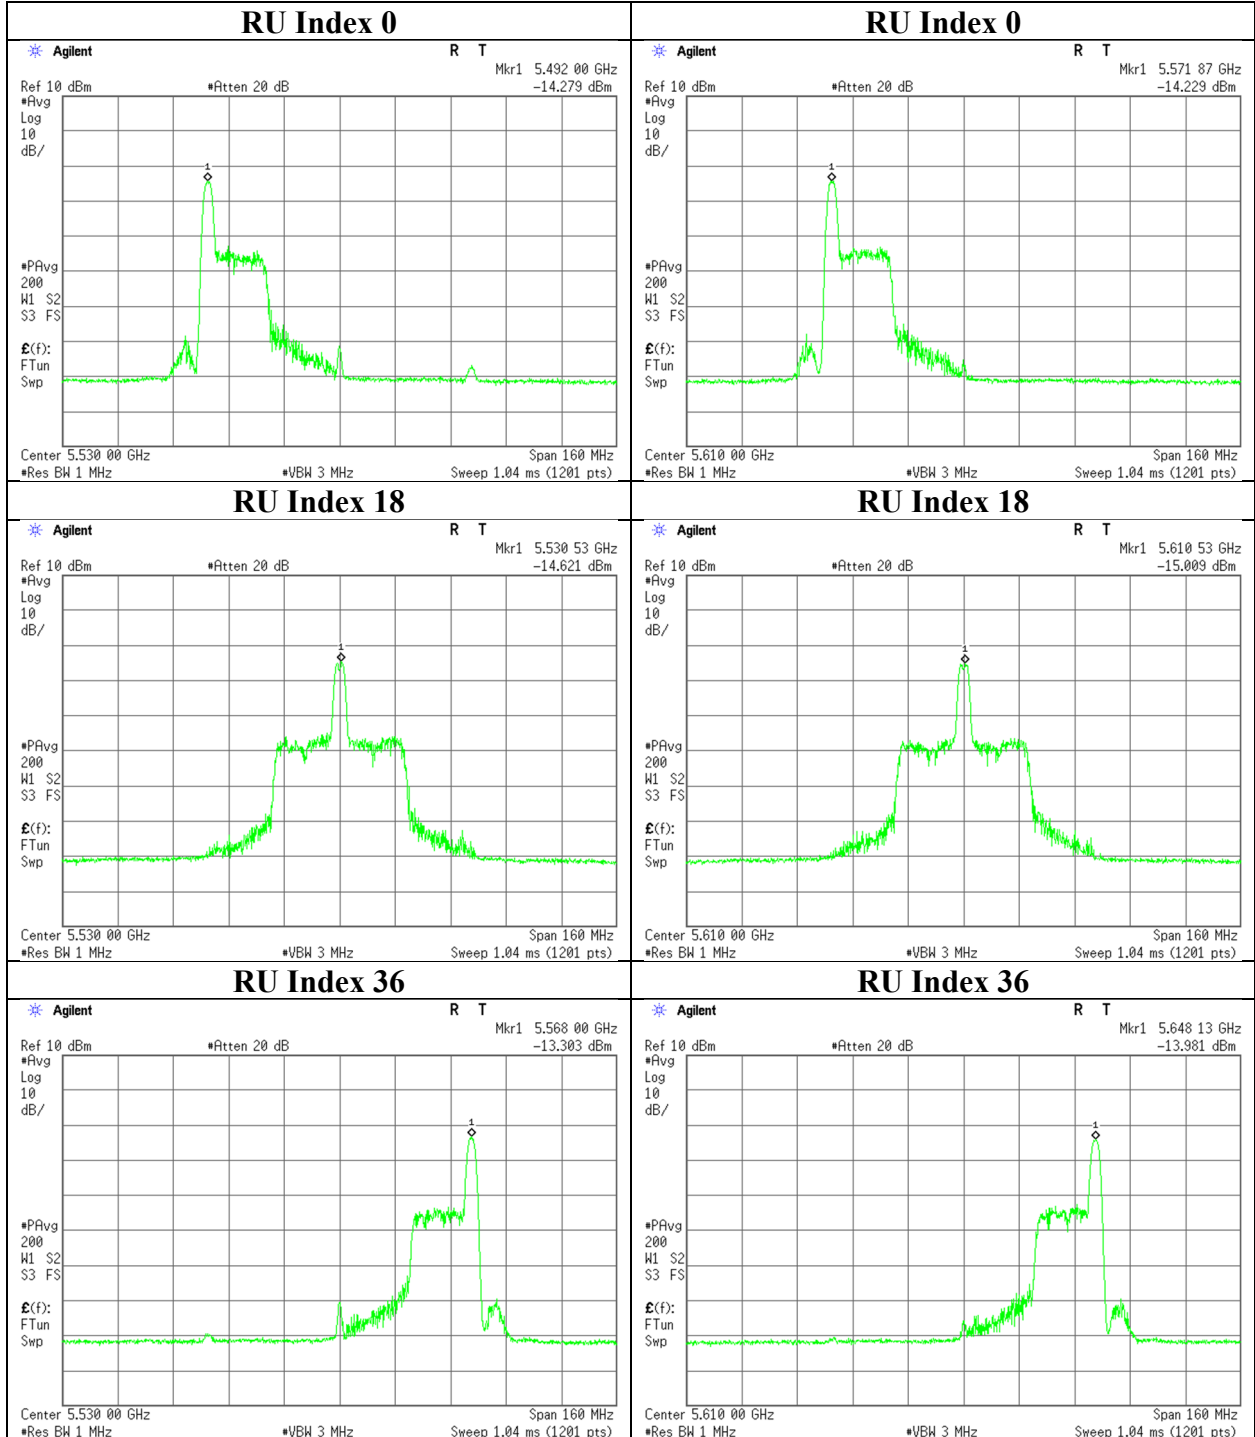 RU Index 0
Agilent R T
Mkr1 5.492 00 GHz
Ref 10 dBm #Atten 20 dB -14.279 dBm
#Avg
Log
10
dB/
1
#PAvg
200
W1 S2
S3 FS
£(f):
FTun
Swp
Center 5.530 00 GHz Span 160 MHz
#Res BW 1 MHz #VBW 3 MHz Sweep 1.04 ms (1201 pts)
RU Index 0
Agilent R T
Mkr1 5.571 87 GHz
Ref 10 dBm #Atten 20 dB -14.229 dBm
#Avg
Log
10
dB/
1
#PAvg
200
W1 S2
S3 FS
£(f):
FTun
Swp
Center 5.610 00 GHz Span 160 MHz
#Res BW 1 MHz #VBW 3 MHz Sweep 1.04 ms (1201 pts)
RU Index 18
Agilent R T
Mkr1 5.530 53 GHz
Ref 10 dBm #Atten 20 dB -14.621 dBm
#Avg
Log
10
dB/
1
#PAvg
200
W1 S2
S3 FS
£(f):
FTun
Swp
Center 5.530 00 GHz Span 160 MHz
#Res BW 1 MHz #VBW 3 MHz Sweep 1.04 ms (1201 pts)
RU Index 18
Agilent R T
Mkr1 5.610 53 GHz
Ref 10 dBm #Atten 20 dB -15.009 dBm
#Avg
Log
10
dB/
1
#PAvg
200
W1 S2
S3 FS
£(f):
FTun
Swp
Center 5.610 00 GHz Span 160 MHz
#Res BW 1 MHz #VBW 3 MHz Sweep 1.04 ms (1201 pts)
RU Index 36
Agilent R T
Mkr1 5.568 00 GHz
Ref 10 dBm #Atten 20 dB -13.303 dBm
#Avg
Log
10
dB/
1
#PAvg
200
W1 S2
S3 FS
£(f):
FTun
Swp
Center 5.530 00 GHz Span 160 MHz
#Res BW 1 MHz #VBW 3 MHz Sweep 1.04 ms (1201 pts)
RU Index 36
Agilent R T
Mkr1 5.648 13 GHz
Ref 10 dBm #Atten 20 dB -13.981 dBm
#Avg
Log
10
dB/
1
#PAvg
200
W1 S2
S3 FS
£(f):
FTun
Swp
Center 5.610 00 GHz Span 160 MHz
#Res BW 1 MHz #VBW 3 MHz Sweep 1.04 ms (1201 pts)